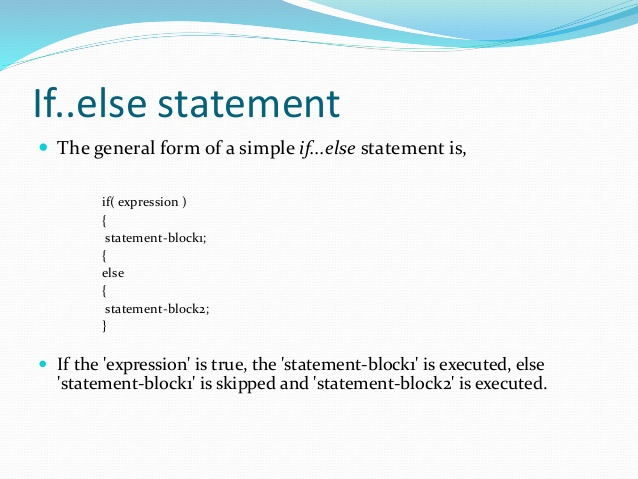 If..else statement
• The general form of a simple if...else statement is,
if( expression )
{
statement-block1;
{
else
{
statement-block2;
}
• If the 'expression' is true, the 'statement-block1' is executed, else
'statement-block1' is skipped and 'statement-block2' is executed.